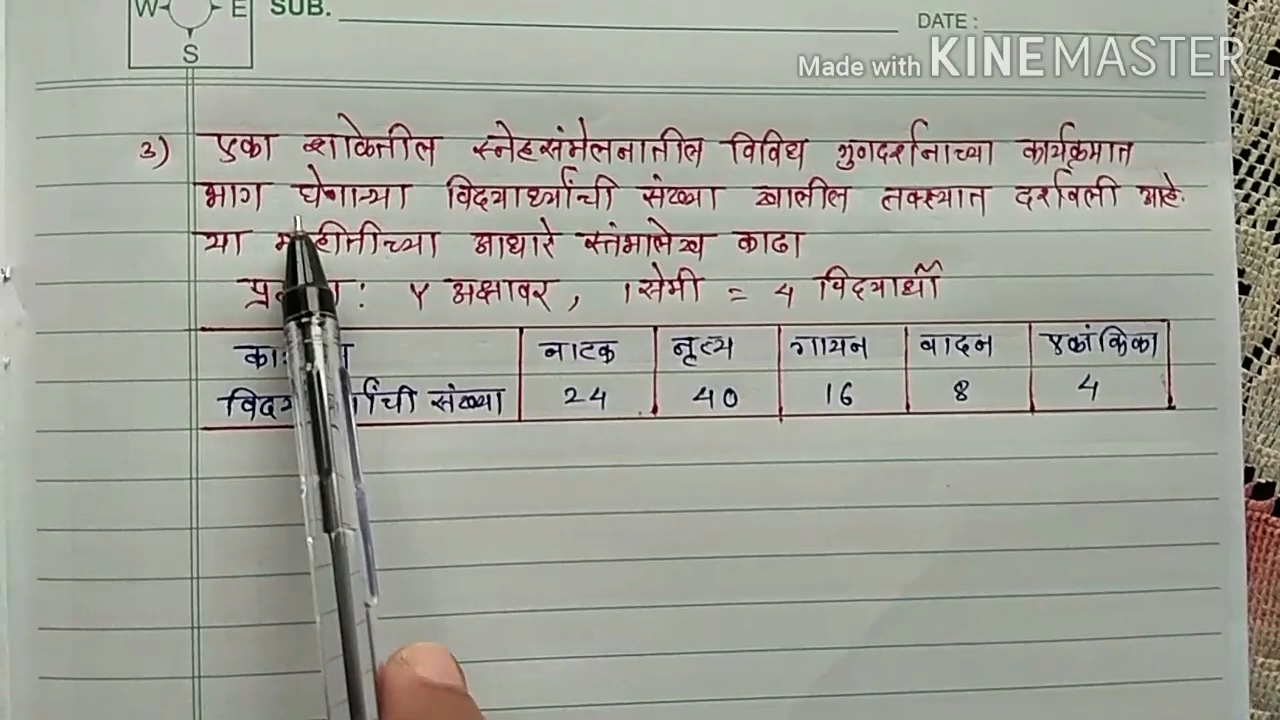 W E SUB.
S
DATE :
Made with KINEMASTER
3) एका शाळेतील स्नेहसंमेलनातील विविध गुणदर्शनाच्या कार्यक्रमात
भाग घेणाऱ्या विद्यार्थ्यांची संख्या खालील तक्त्यात दर्शविली आहे.
या आधारे स्तंभालेख काढा
: Y अक्षावर, 1सेमी = 4 विद्यार्थी
नाटक नृत्य गायन वादन एकांकिका
संख्या 24 40 16 8 4